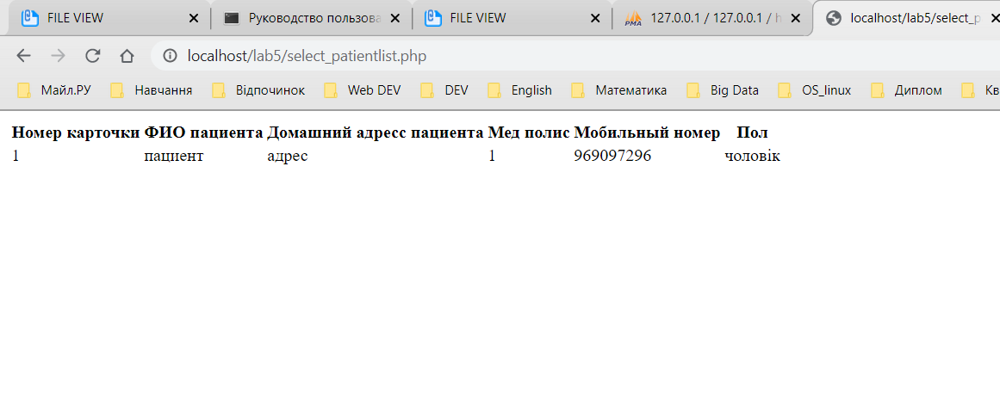 FILE VIEW Руководство пользова FILE VIEW 127.0.0.1 / 127.0.0.1 / h localhost/lab5/select_p
PMA
localhost/lab5/select_patientlist.php
Майл.РУ Навчання Відпочинок Web DEV DEV English Математика Big Data OS_linux Диплом Кв
Номер карточки ФИО пациента Домашний адресс пациента Мед полис Мобильный номер Пол
1 пациент адрес 1 969097296 чоловік